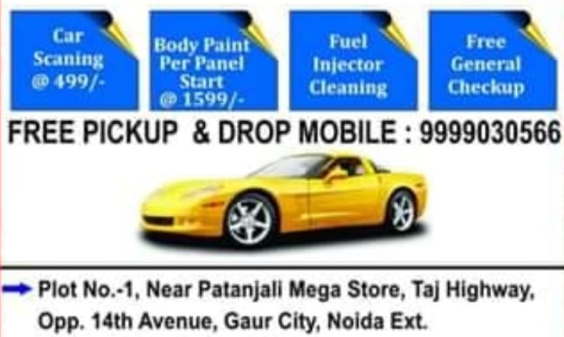 Car
Scaning
@ 499/-
Body Paint
Per Panel
Start
@ 1599/-
Fuel
Injector
Cleaning
Free
General
Checkup
FREE PICKUP & DROP MOBILE : 9999030566
Plot No.-1, Near Patanjali Mega Store, Taj Highway,
Opp. 14th Avenue, Gaur City, Noida Ext.